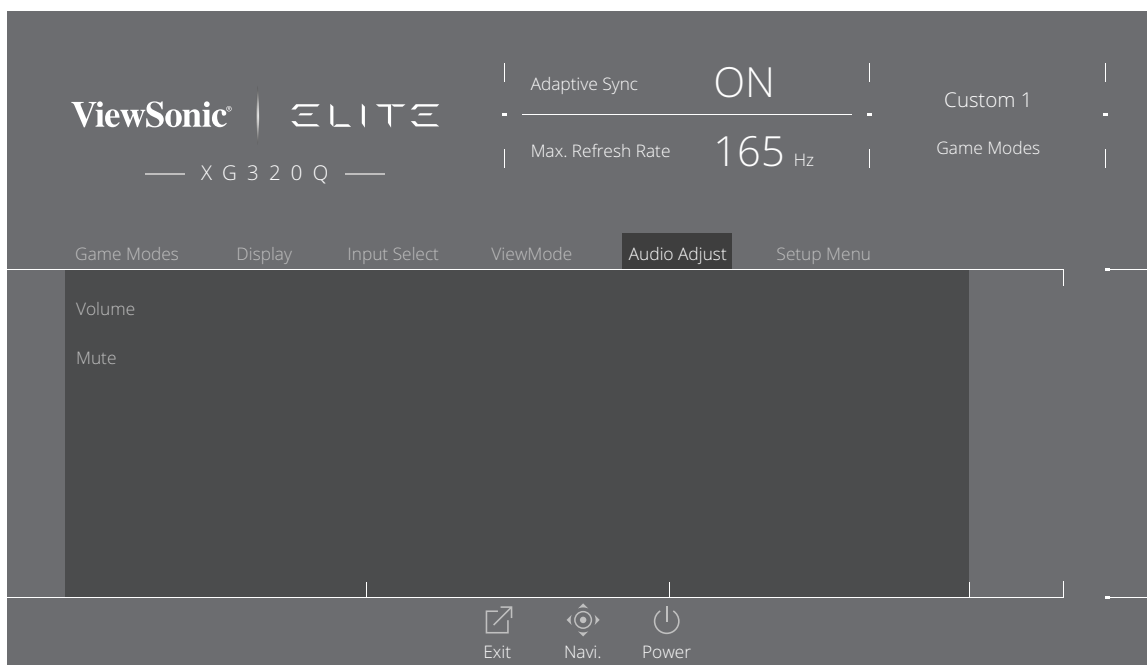 ViewSonic® ELITE
XG320Q
Adaptive Sync ON
Max. Refresh Rate 165 Hz
Custom 1
Game Modes
Game Modes Display Input Select ViewMode Audio Adjust Setup Menu
Volume
Mute
Exit Navi. Power